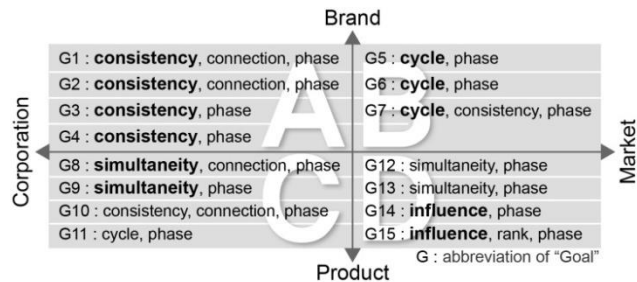 Brand
Corporation
G1 : consistency, connection, phase
G2 : consistency, connection, phase
G3 : consistency, phase
G4 : consistency, phase
A
G5 : cycle, phase
G6 : cycle, phase
G7 : cycle, consistency, phase
B
G8 : simultaneity, connection, phase
G9 : simultaneity, phase
G10 : consistency, connection, phase
G11 : cycle, phase
C
G12 : simultaneity, phase
G13 : simultaneity, phase
G14 : influence, phase
G15 : influence, rank, phase
D
Market
Product
G : abbreviation of “Goal”